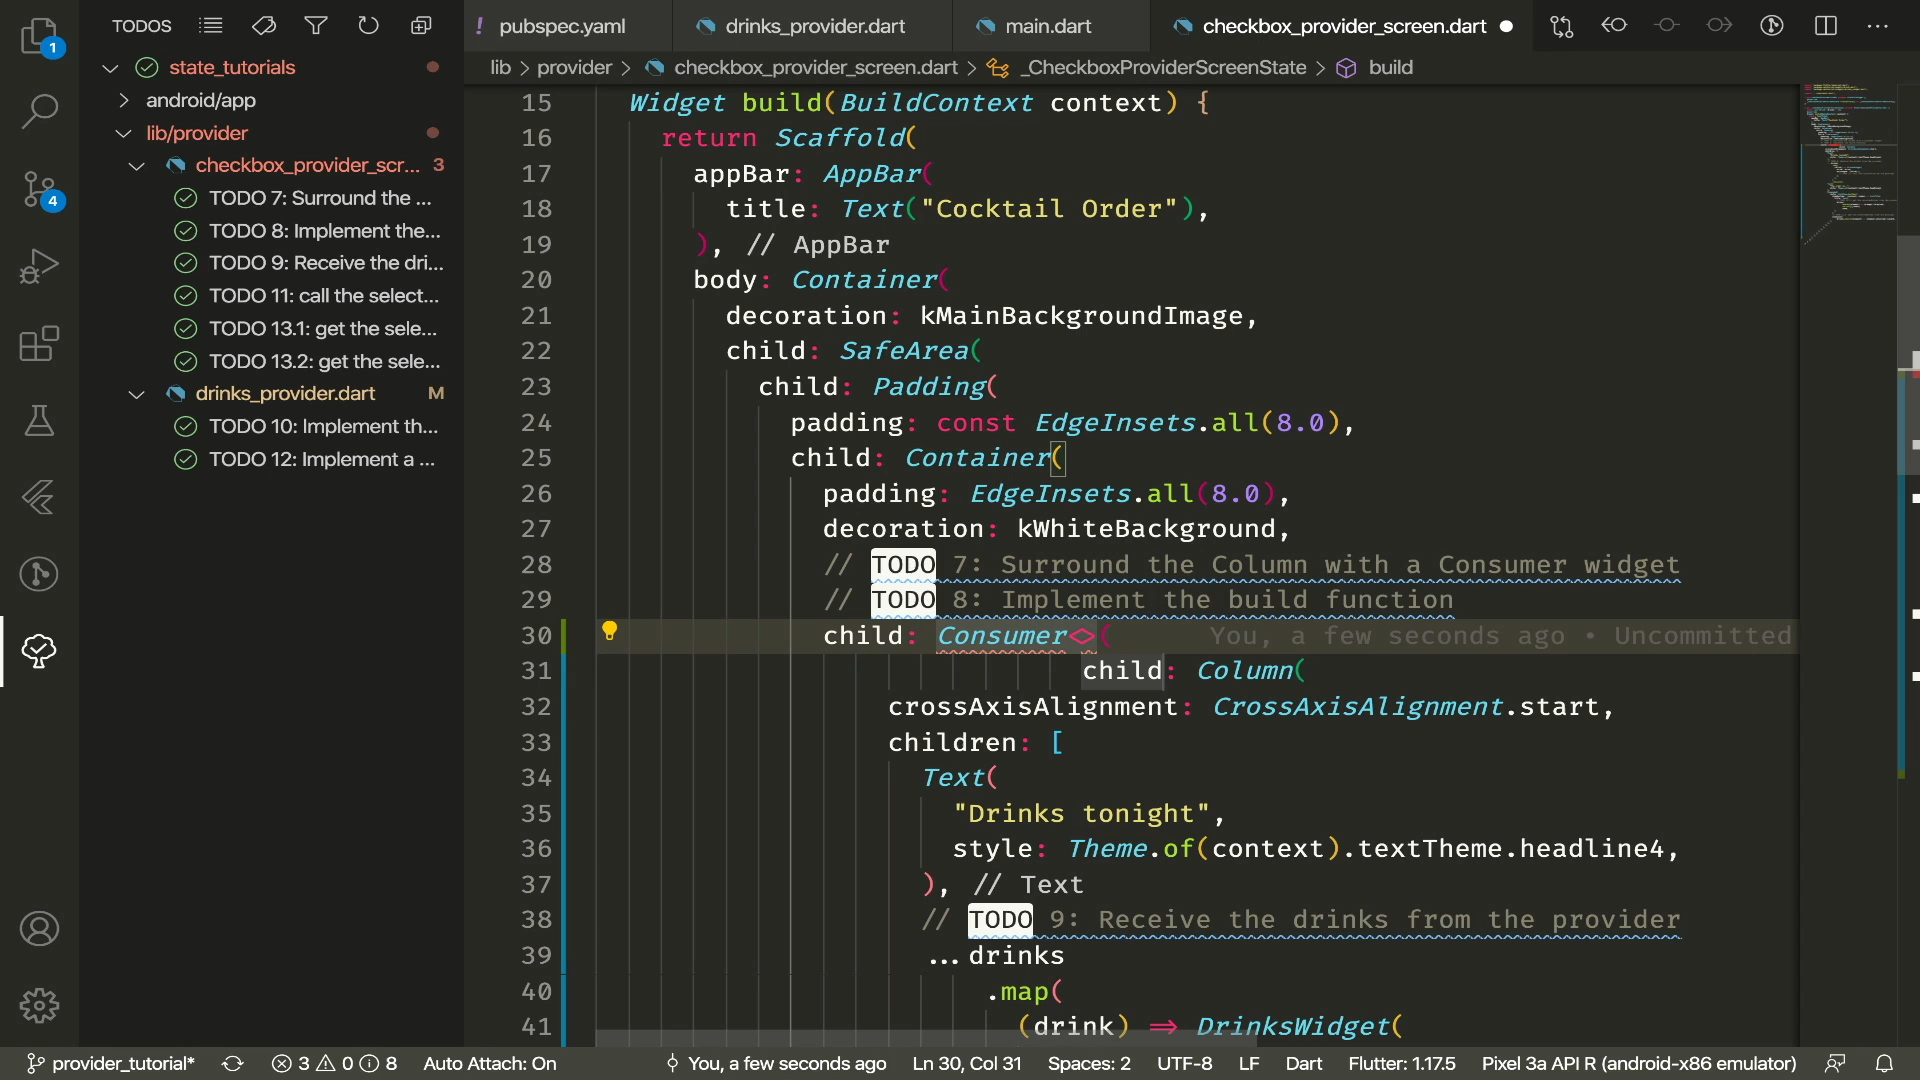 1
4
TODOS
state_tutorials
android/app
lib/provider
checkbox_provider_scr... 3
TODO 7: Surround the ...
TODO 8: Implement the...
TODO 9: Receive the dri...
TODO 11: call the select...
TODO 13.1: get the sele...
TODO 13.2: get the sele...
drinks_provider.dart M
TODO 10: Implement th...
TODO 12: Implement a ...
! pubspec.yaml drinks_provider.dart main.dart checkbox_provider_screen.dart
lib > provider > checkbox_provider_screen.dart > _CheckboxProviderScreenState > build
15 Widget build(BuildContext context) {
16 return Scaffold(
17 appBar: AppBar(
18 title: Text("Cocktail Order"),
19 ), // AppBar
20 body: Container(
21 decoration: kMainBackgroundImage,
22 child: SafeArea(
23 child: Padding(
24 padding: const EdgeInsets.all(8.0),
25 child: Container(
26 padding: EdgeInsets.all(8.0),
27 decoration: kWhiteBackground,
28 // TODO 7: Surround the Column with a Consumer widget
29 // TODO 8: Implement the build function
30 child: Consumer<>( You, a few seconds ago • Uncommitted
31 child: Column(
32 crossAxisAlignment: CrossAxisAlignment.start,
33 children: [
34 Text(
35 "Drinks tonight",
36 style: Theme.of(context).textTheme.headline4,
37 ), // Text
38 // TODO 9: Receive the drinks from the provider
39 ...drinks
40 .map(
41 (drink) => DrinksWidget(
provider_tutorial* 3 0 8 Auto Attach: On You, a few seconds ago Ln 30, Col 31 Spaces: 2 UTF-8 LF Dart Flutter: 1.17.5 Pixel 3a API R (android-x86 emulator)